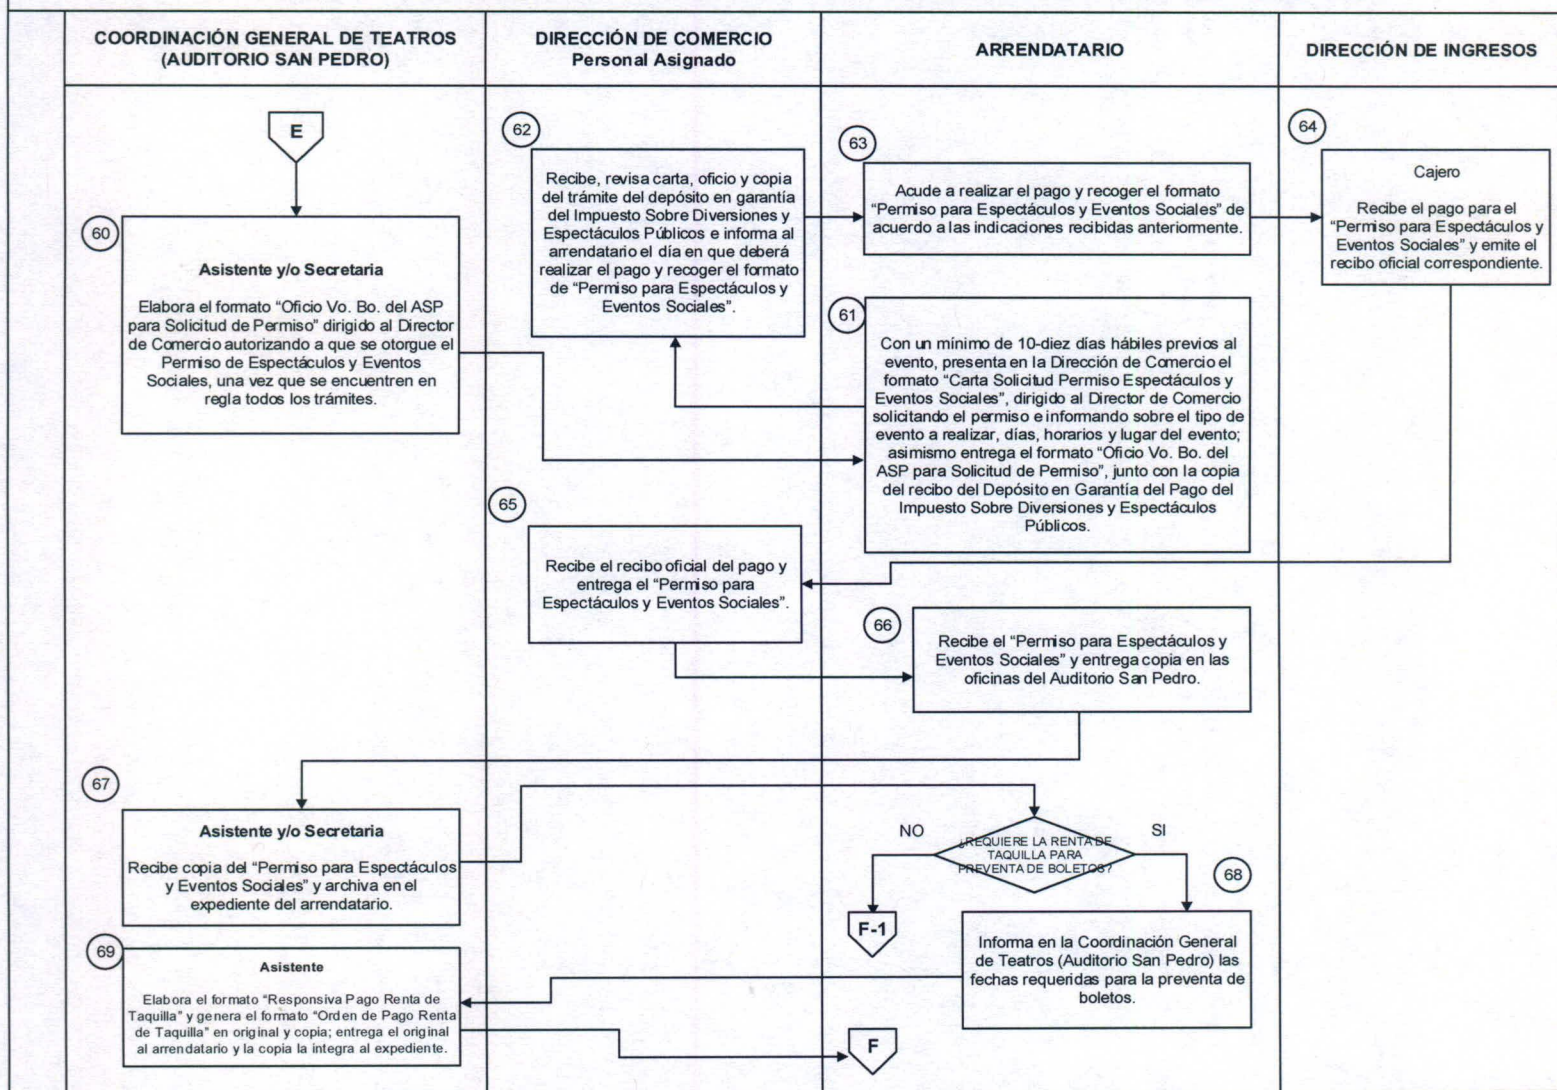 COORDINACIÓN GENERAL DE TEATROS
(AUDITORIO SAN PEDRO)
DIRECCIÓN DE COMERCIO
Personal Asignado
ARRENDATARIO
DIRECCIÓN DE INGRESOS
E
60
Asistente y/o Secretaria
Elabora el formato “Oficio Vo. Bo. del ASP
para Solicitud de Permiso” dirigido al Director
de Comercio autorizando a que se otorgue el
Permiso de Espectáculos y Eventos
Sociales, una vez que se encuentren en
regla todos los trámites.
62
Recibe, revisa carta, oficio y copia
del trámite del depósito en garantía
del Impuesto Sobre Diversiones y
Espectáculos Públicos e informa al
arrendatario el día en que deberá
realizar el pago y recoger el formato
de “Permiso para Espectáculos y
Eventos Sociales”.
63
Acude a realizar el pago y recoger el formato
“Permiso para Espectáculos y Eventos Sociales” de
acuerdo a las indicaciones recibidas anteriormente.
64
Cajero
Recibe el pago para el
“Permiso para Espectáculos y
Eventos Sociales” y emite el
recibo oficial correspondiente.
61
Con un mínimo de 10-diez días hábiles previos al
evento, presenta en la Dirección de Comercio el
formato “Carta Solicitud Permiso Espectáculos y
Eventos Sociales”, dirigido al Director de Comercio
solicitando el permiso e informando sobre el tipo de
evento a realizar, días, horarios y lugar del evento;
asimismo entrega el formato “Oficio Vo. Bo. del
ASP para Solicitud de Permiso”, junto con la copia
del recibo del Depósito en Garantía del Pago del
Impuesto Sobre Diversiones y Espectáculos
Públicos.
65
Recibe el recibo oficial del pago y
entrega el “Permiso para
Espectáculos y Eventos Sociales”.
66
Recibe el “Permiso para Espectáculos y
Eventos Sociales” y entrega copia en las
oficinas del Auditorio San Pedro.
67
Asistente y/o Secretaria
Recibe copia del “Permiso para Espectáculos
y Eventos Sociales” y archiva en el
expediente del arrendatario.
NO
¿REQUIERE LA RENTA DE
TAQUILLA PARA
PREVENTA DE BOLETOS?
SI
F-1
68
Informa en la Coordinación General
de Teatros (Auditorio San Pedro) las
fechas requeridas para la preventa de
boletos.
69
Asistente
Elabora el formato “Responsiva Pago Renta de
Taquilla” y genera el formato “Orden de Pago Renta
de Taquilla” en original y copia; entrega el original
al arrendatario y la copia la integra al expediente.
F